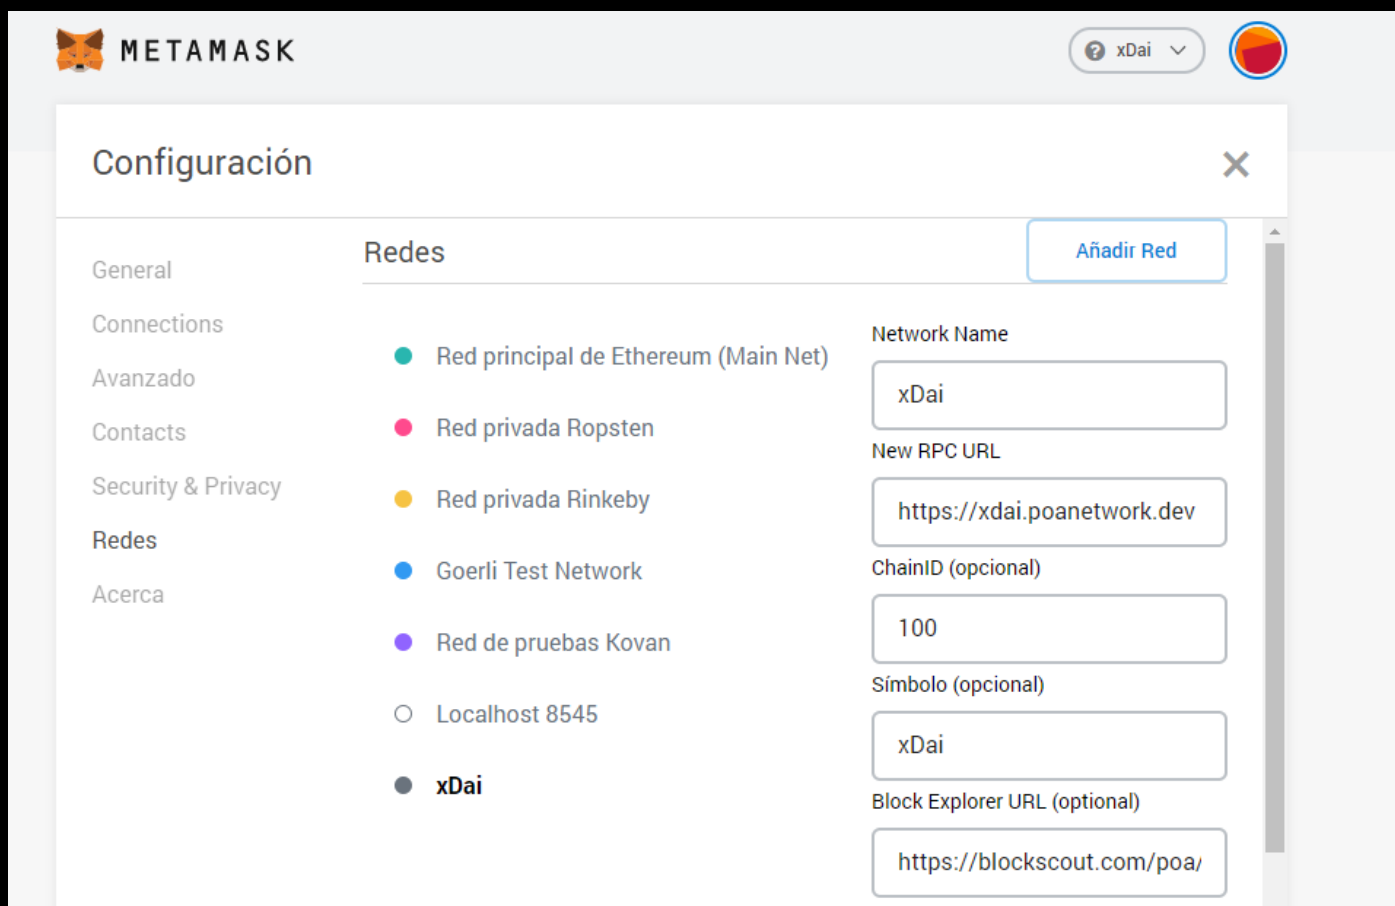 METAMASK
xDai
Configuración
General
Connections
Avanzado
Contacts
Security & Privacy
Redes
Acerca
Redes
Añadir Red
Red principal de Ethereum (Main Net)
Red privada Ropsten
Red privada Rinkeby
Goerli Test Network
Red de pruebas Kovan
Localhost 8545
xDai
Network Name
xDai
New RPC URL
https://xdai.poanetwork.dev
ChainID (opcional)
100
Símbolo (opcional)
xDai
Block Explorer URL (optional)
https://blockscout.com/poa/